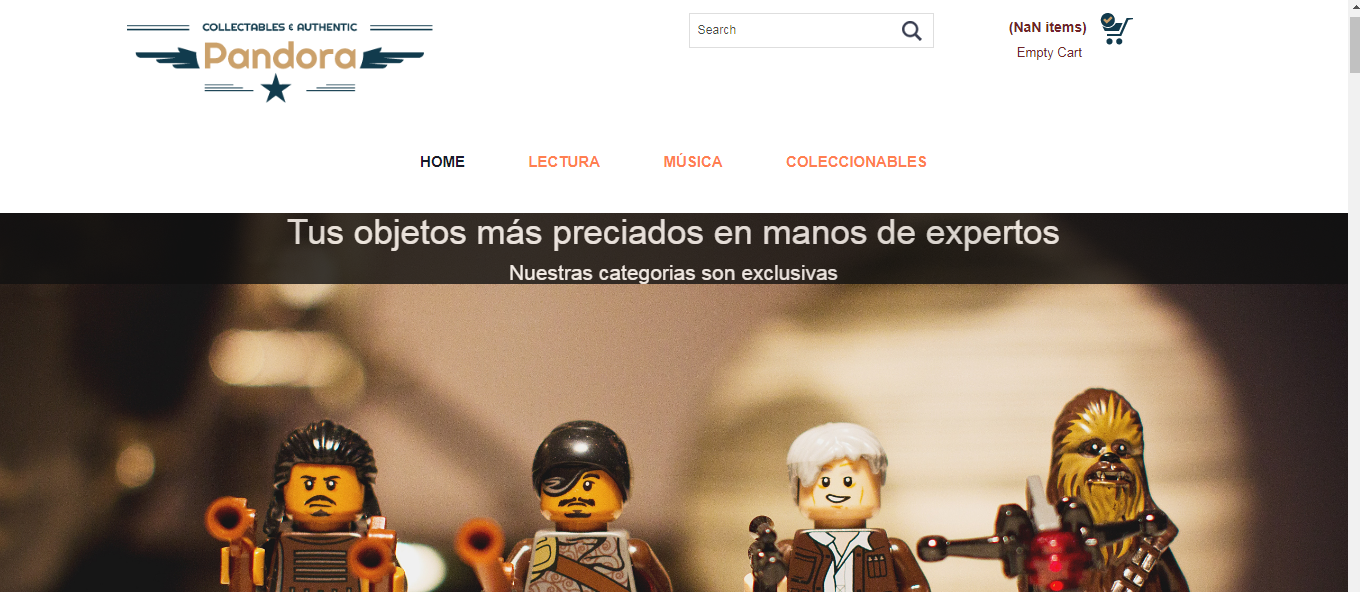 COLLECTABLES & AUTHENTIC
Pandora
Search
(NaN items)
Empty Cart
HOME LECTURA MÚSICA COLECCIONABLES
Tus objetos más preciados en manos de expertos
Nuestras categorias son exclusivas